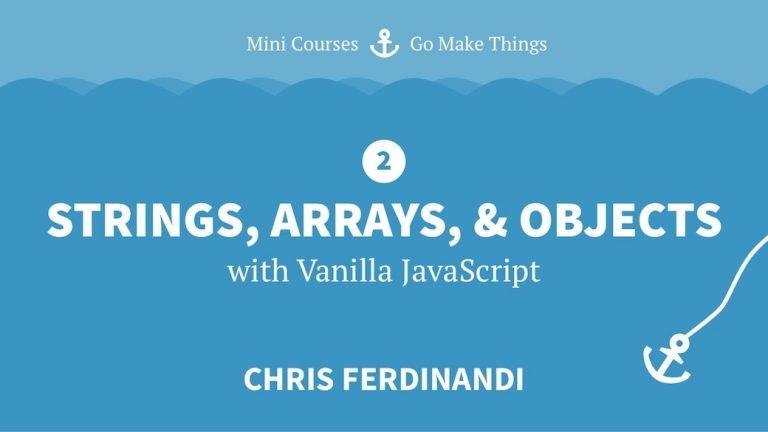 Mini Courses Go Make Things
2
STRINGS, ARRAYS, & OBJECTS
with Vanilla JavaScript
CHRIS FERDINANDI